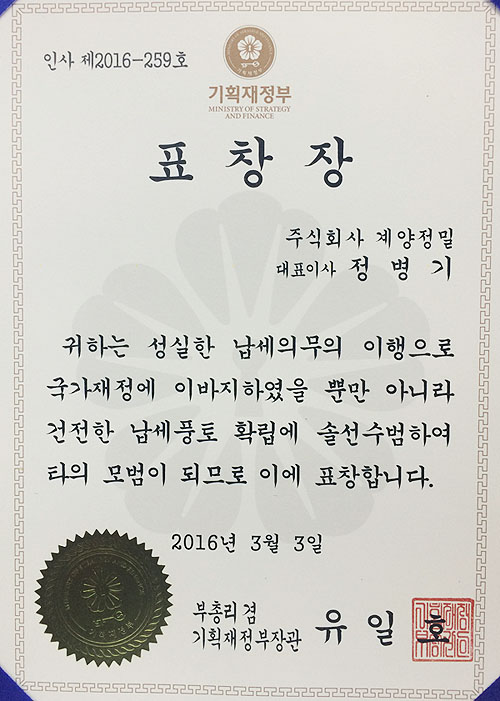 인사 제2016-259호
기획재정부
MINISTRY OF STRATEGY
AND FINANCE
표창장
주식회사 계양정밀
대표이사 정병기
귀하는 성실한 납세의무의 이행으로
국가재정에 이바지하였을 뿐만 아니라
건전한 납세풍토 확립에 솔선수범하여
타의 모범이 되므로 이에 표창합니다.
2016년 3월 3일
부총리 겸
기획재정부장관 유일호
기획재정부